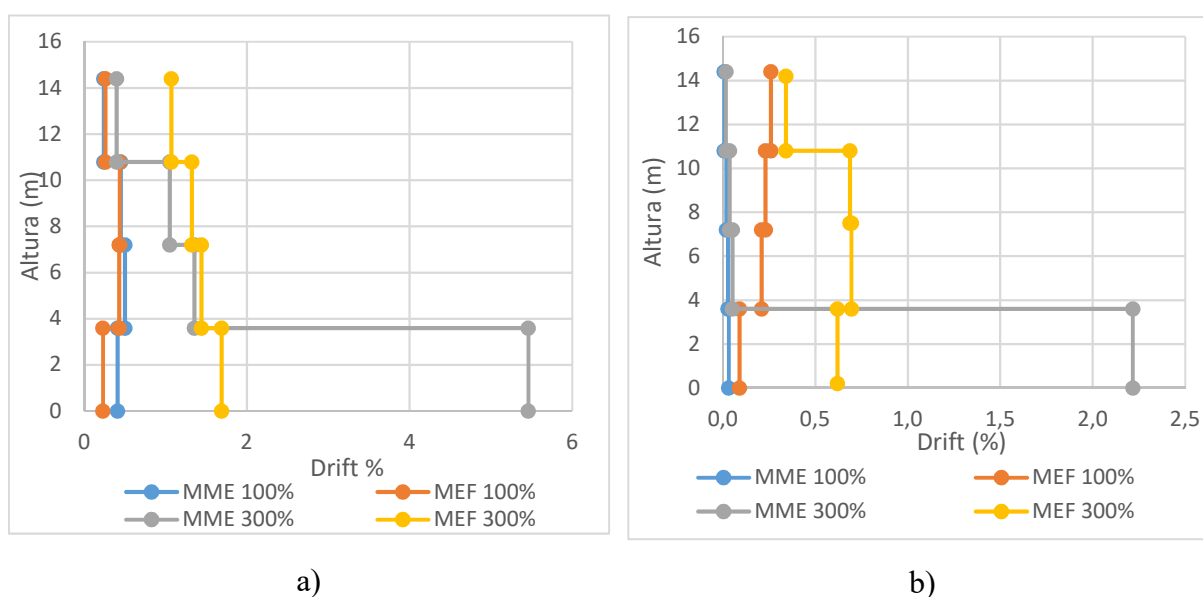 16
14
12
10
8
6
4
2
0
Altura (m)
0 2 4 6
Drift %
MME 100% MEF 100%
MME 300% MEF 300%
a)
16
14
12
10
8
6
4
2
0
Altura (m)
0,0 0,5 1,0 1,5 2,0 2,5
Drift (%)
MME 100% MEF 100%
MME 300% MEF 300%
b)